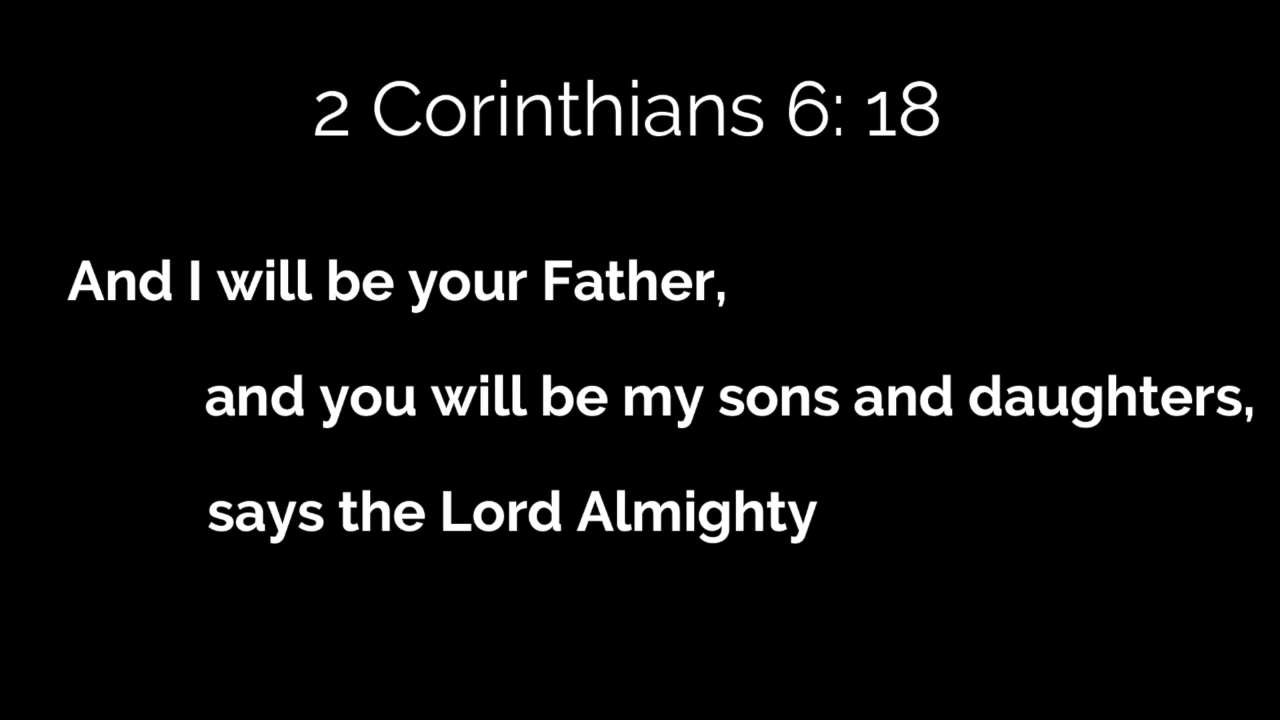 2 Corinthians 6: 18
And I will be your Father,
and you will be my sons and daughters,
says the Lord Almighty